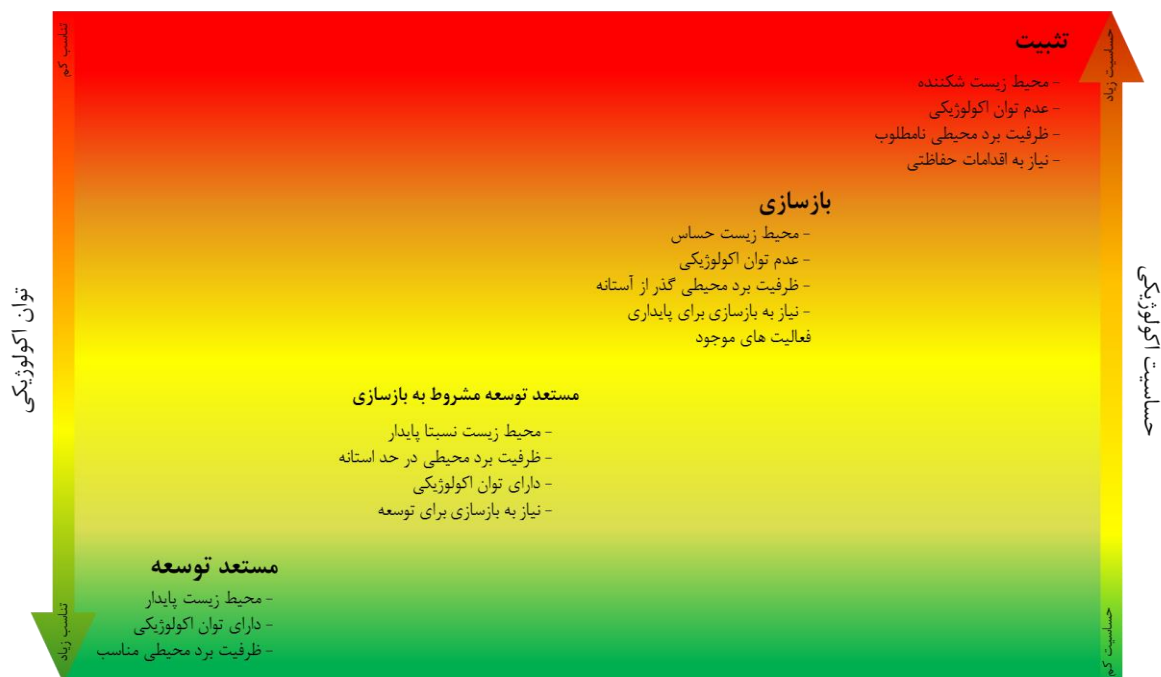 حساسیت زیاد
تناسب کم
تثبیت
- محیط زیست شکننده
- عدم توان اکولوژیکی
- ظرفیت برد محیطی نامطلوب
- نیاز به اقدامات حفاظتی
بازسازی
- محیط زیست حساس
- عدم توان اکولوژیکی
- ظرفیت برد محیطی گذر از آستانه
- نیاز به بازسازی برای پایداری
فعالیت های موجود
حساسیت اکولوژیکی
توان اکولوژیکی
مستعد توسعه مشروط به بازسازی
- محیط زیست نسبتا پایدار
- ظرفیت برد محیطی در حد استانه
- دارای توان اکولوژیکی
- نیاز به بازسازی برای توسعه
مستعد توسعه
- محیط زیست پایدار
- دارای توان اکولوژیکی
- ظرفیت برد محیطی مناسب
حساسیت کم
تناسب زیاد